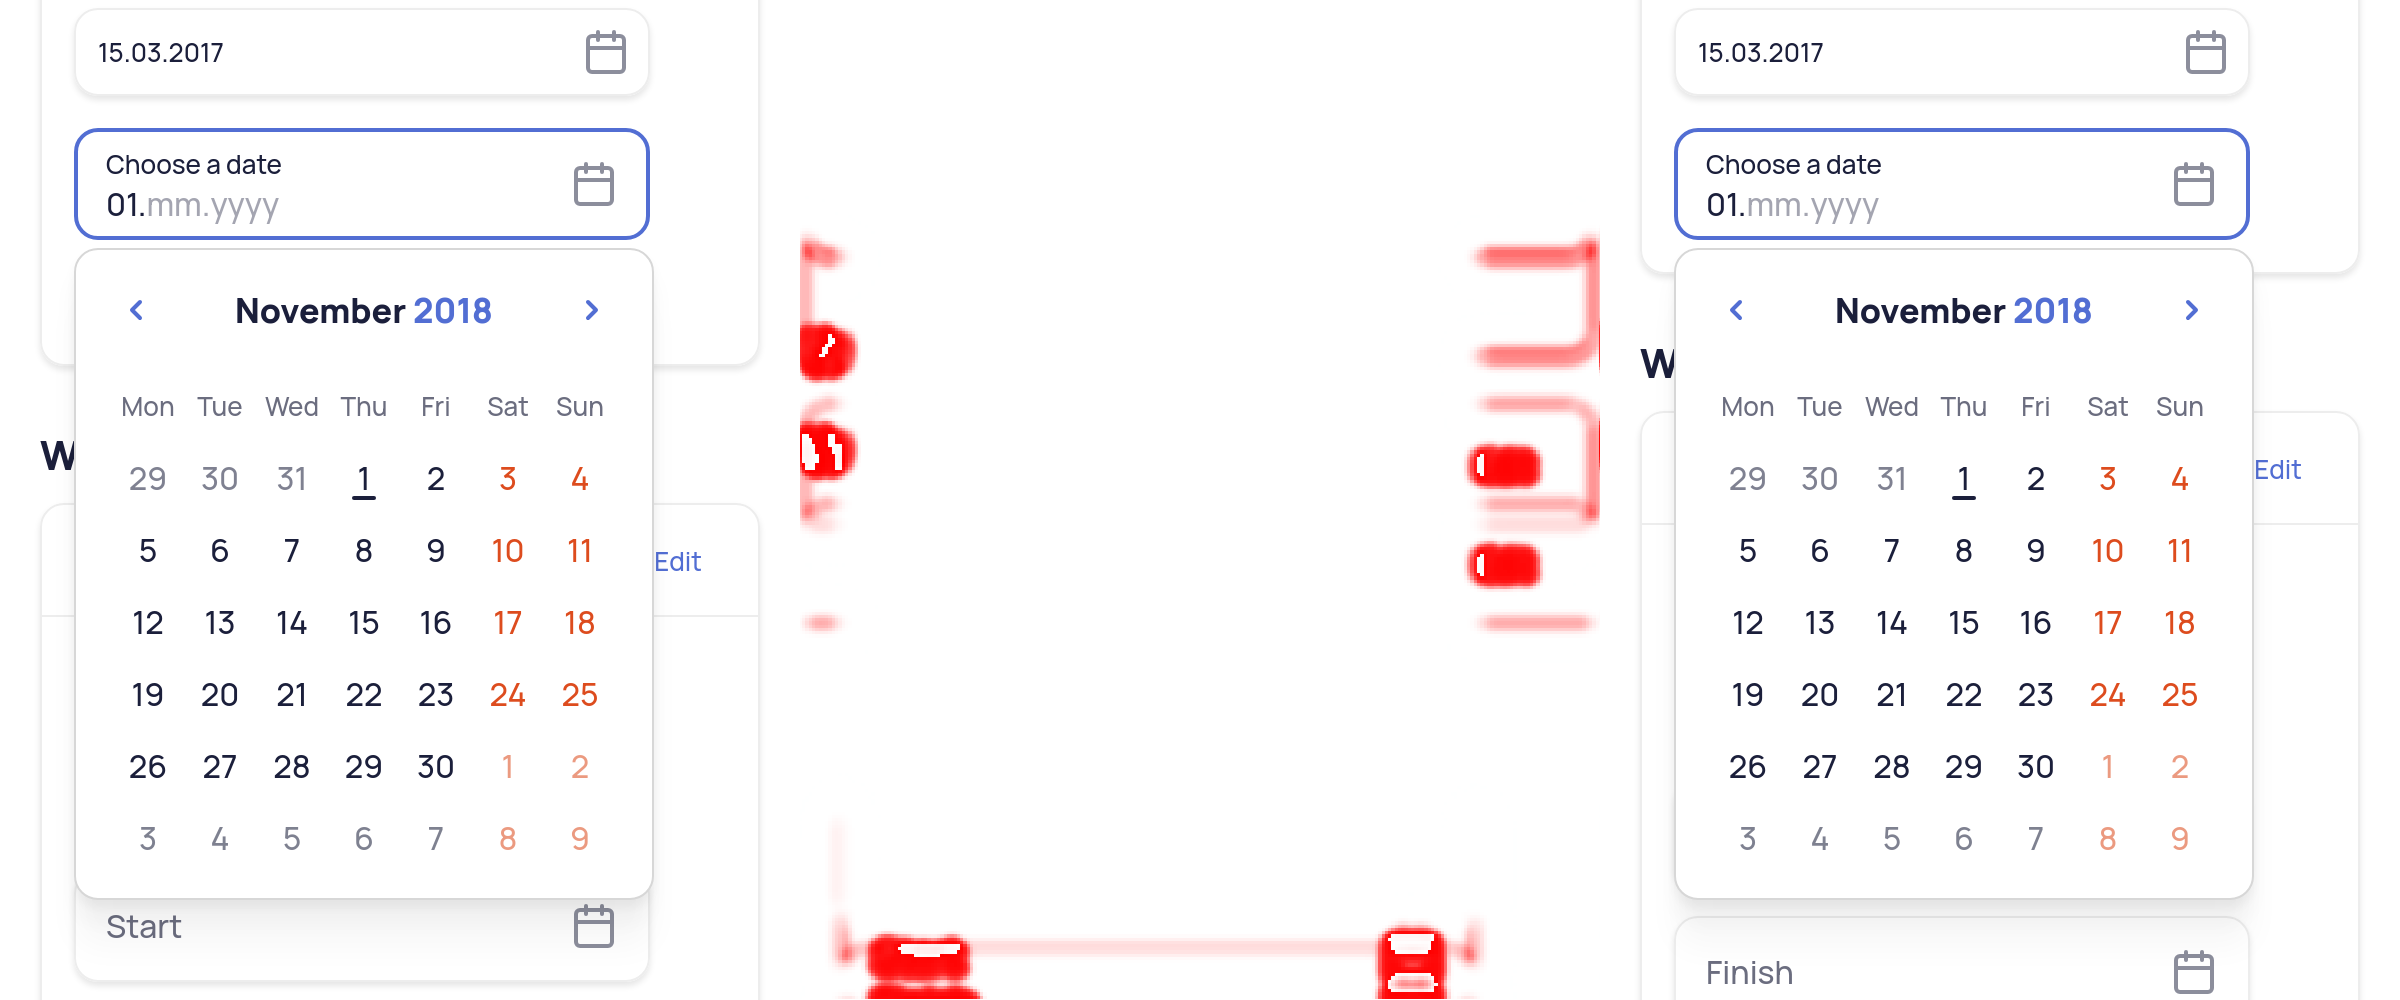 15.03.2017
Choose a date
01.mm.yyyy
November 2018
Mon Tue Wed Thu Fri Sat Sun
29 30 31 1 2 3 4
W
5 6 7 8 9 10 11
Edit
12 13 14 15 16 17 18
19 20 21 22 23 24 25
26 27 28 29 30 1 2
3 4 5 6 7 8 9
Start
15.03.2017
Choose a date
01.mm.yyyy
November 2018
W
Mon Tue Wed Thu Fri Sat Sun
29 30 31 1 2 3 4
Edit
5 6 7 8 9 10 11
12 13 14 15 16 17 18
19 20 21 22 23 24 25
26 27 28 29 30 1 2
3 4 5 6 7 8 9
Finish